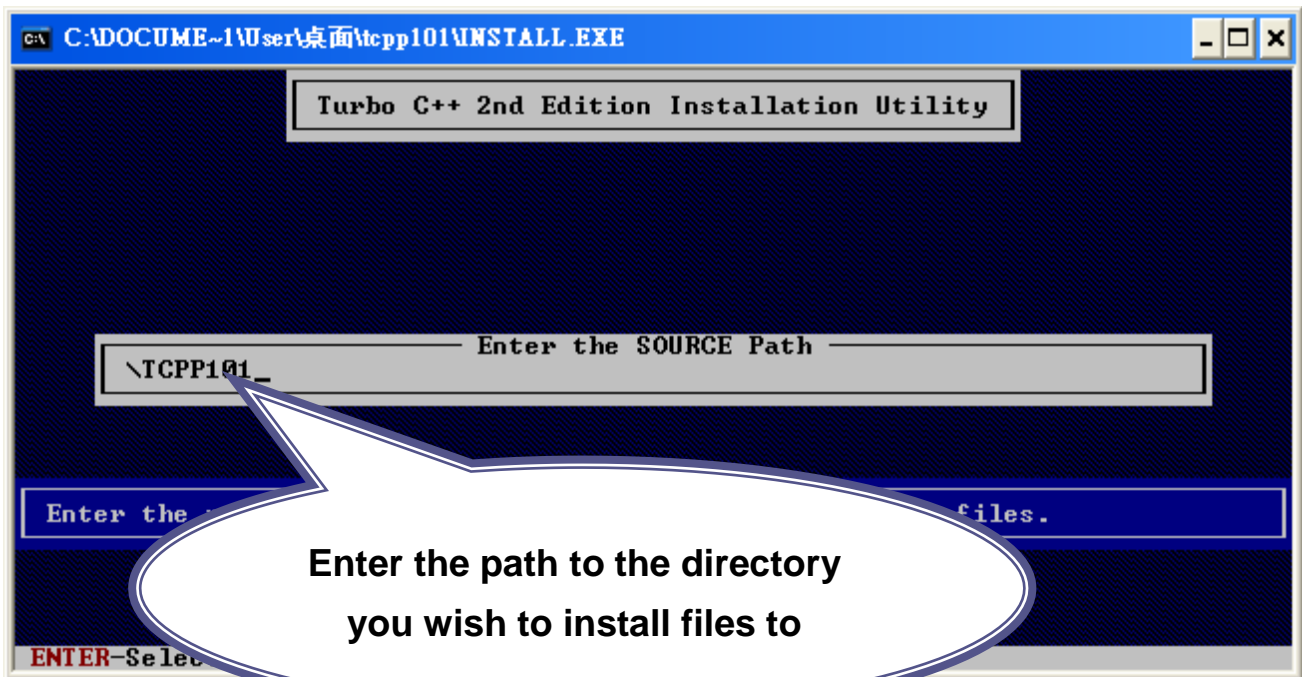 C:\DOCUME~1\User\桌面\tcpp101\INSTALL.EXE
Turbo C++ 2nd Edition Installation Utility
Enter the SOURCE Path
\TCPP101_
Enter the files.
Enter the path to the directory
you wish to install files to
ENTER-Selec